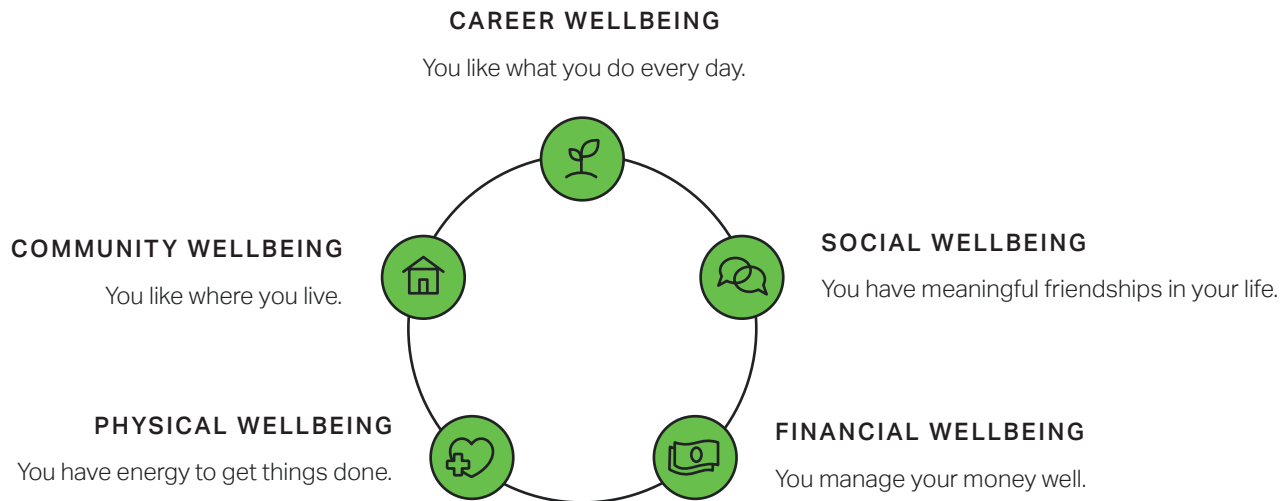 CAREER WELLBEING
You like what you do every day.
COMMUNITY WELLBEING
You like where you live.
SOCIAL WELLBEING
You have meaningful friendships in your life.
PHYSICAL WELLBEING
You have energy to get things done.
FINANCIAL WELLBEING
You manage your money well.